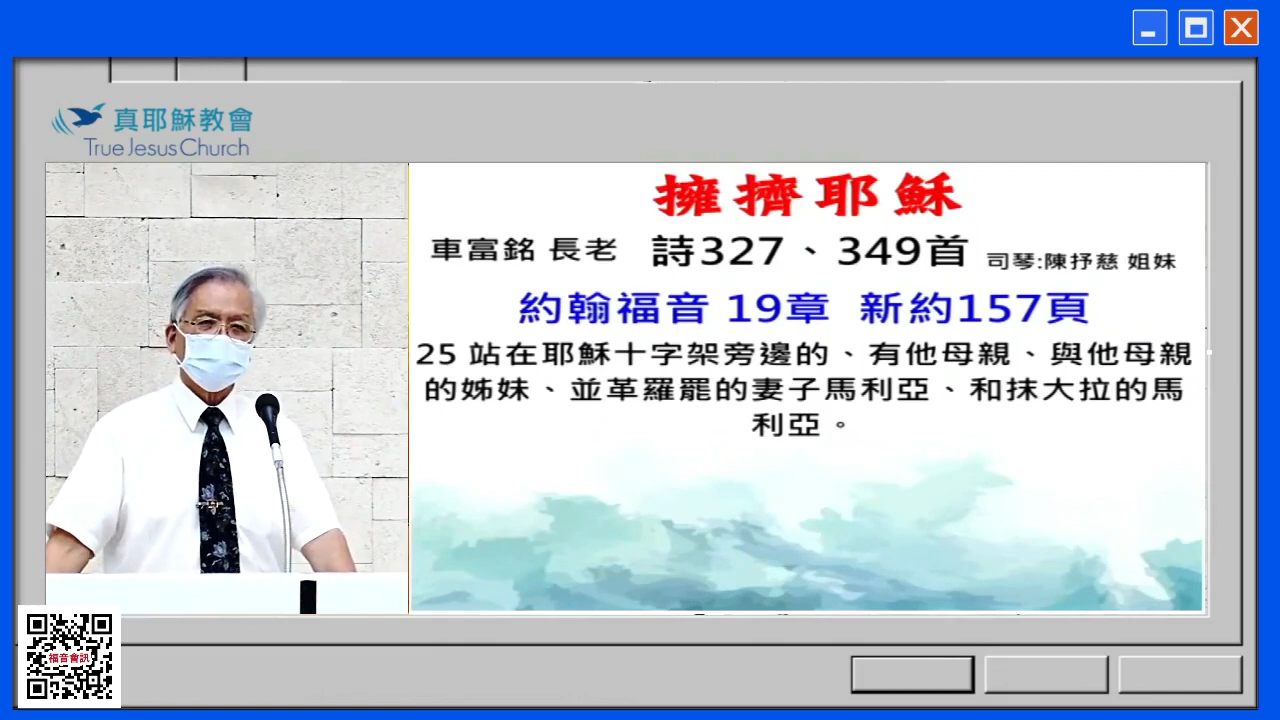 真耶穌教會
True Jesus Church
擁擠耶穌
車富銘 長老 詩327、349首 司琴:陳抒慈 姐妹
約翰福音 19章 新約157頁
25 站在耶穌十字架旁邊的、有他母親、與他母親
的姊妹、並革羅罷的妻子馬利亞、和抹大拉的馬
利亞。
福音會訊